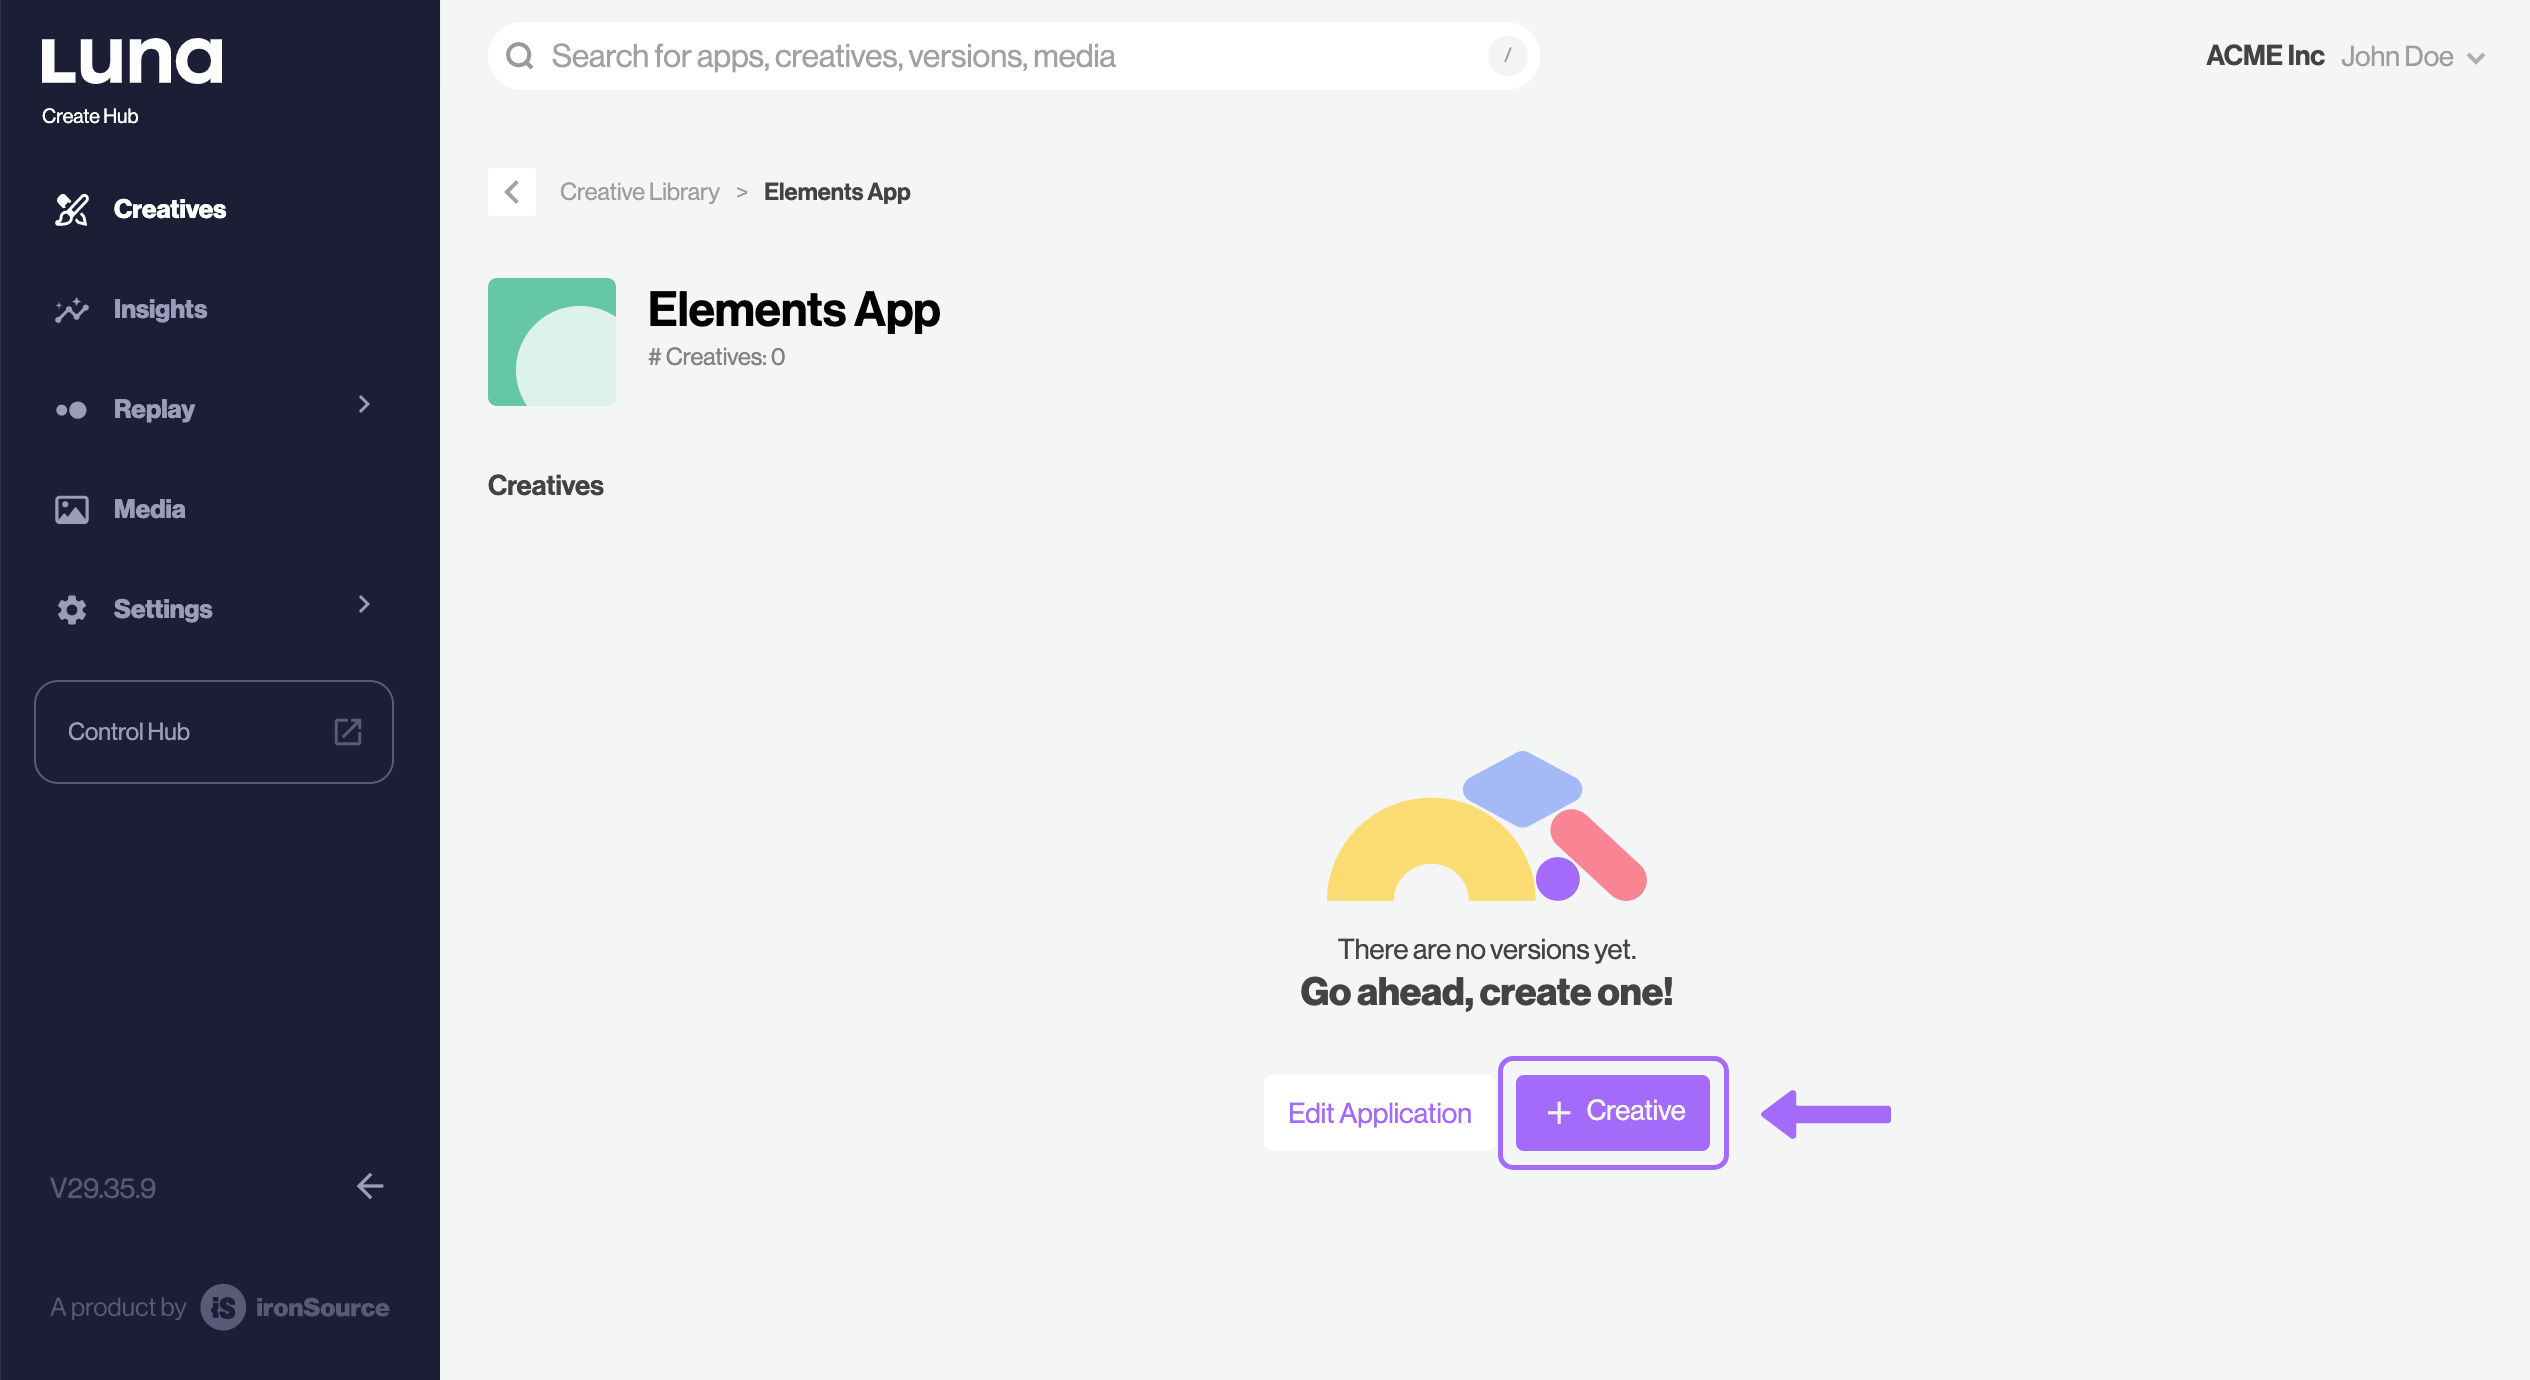 Luna
Create Hub
Creatives
Insights
Replay
Media
Settings
Control Hub
V29.35.9
A product by iS ironSource
Search for apps, creatives, versions, media /
ACME Inc John Doe
Creative Library > Elements App
Elements App
# Creatives: 0
Creatives
There are no versions yet.
Go ahead, create one!
Edit Application
+ Creative